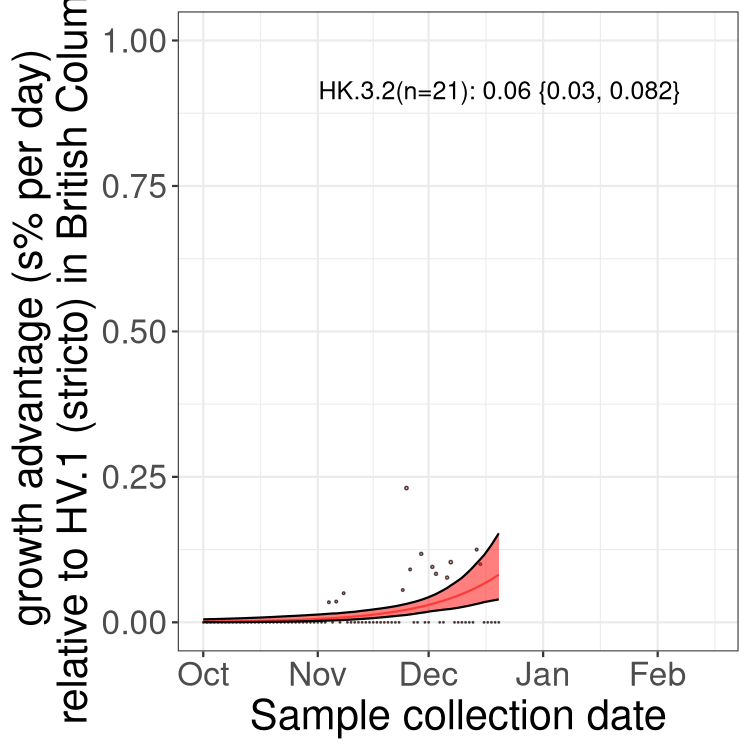 growth advantage (s% per day)
relative to HV.1 (stricto) in British Colum
1.00
0.75
0.50
0.25
0.00
HK.3.2(n=21): 0.06 {0.03, 0.082}
Oct Nov Dec Jan Feb
Sample collection date